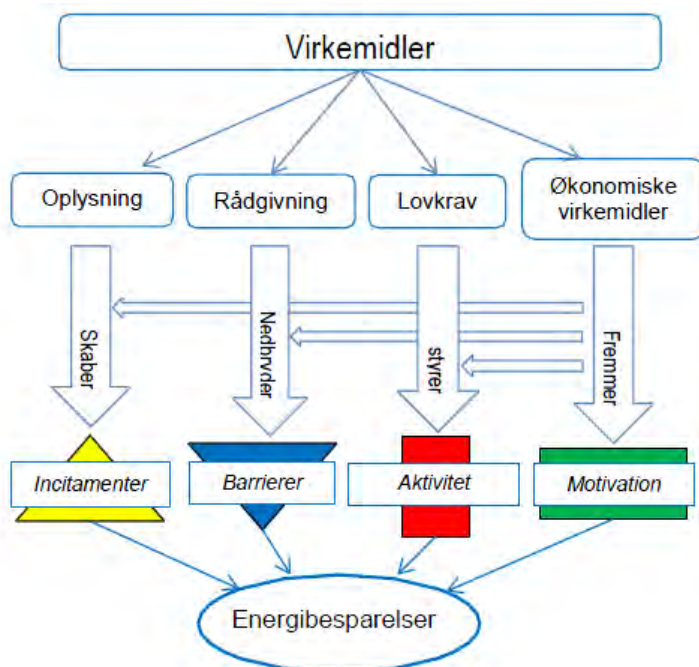 Virkemidler
Oplysning
Rådgivning
Lovkrav
Økonomiske
virkemidler
Skaber
Nedbryder
styrer
Fremmer
Incitamenter
Barrierer
Aktivitet
Motivation
Energibesparelser